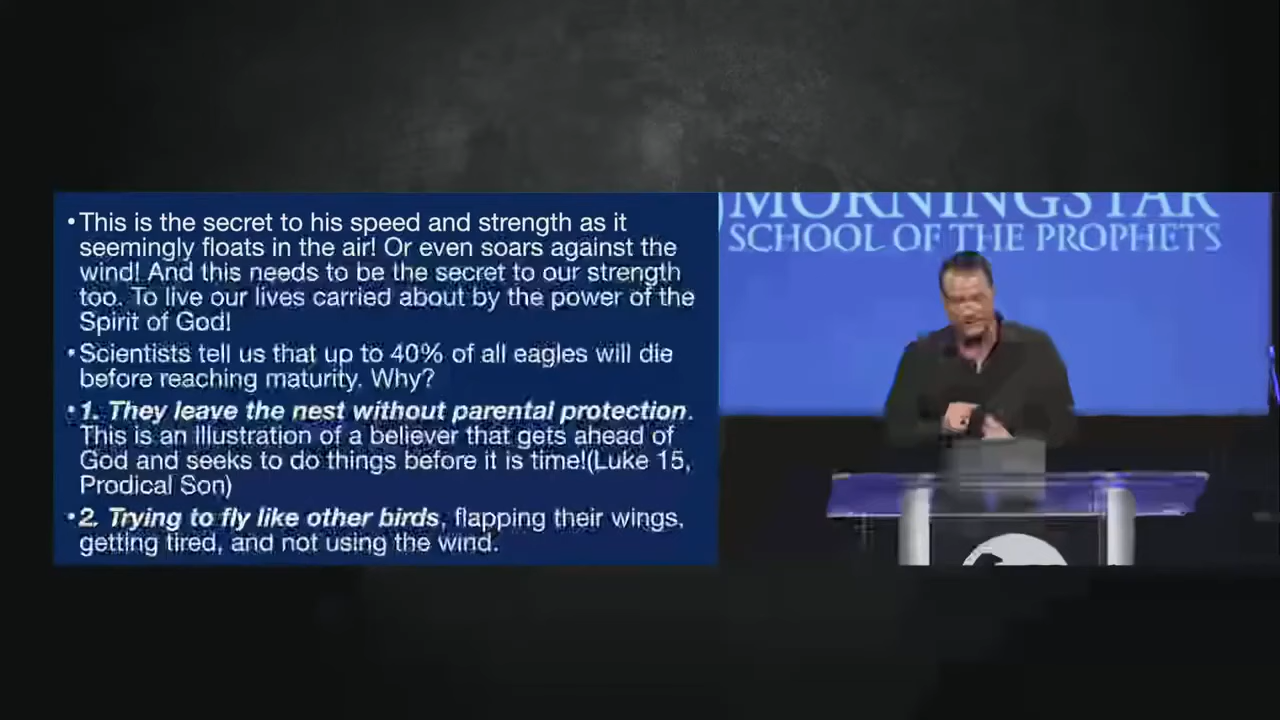 •This is the secret to his speed and strength as it
seemingly floats in the air! Or even soars against the
wind! And this needs to be the secret to our strength
too. To live our lives carried about by the power of the
Spirit of God!
•Scientists tell us that up to 40% of all eagles will die
before reaching maturity. Why?
•1. They leave the nest without parental protection.
This is an Illustration of a believer that gets ahead of
God and seeks to do things before it is time!(Luke 15,
Prodical Son)
•2. Trying to fly like other birds, flapping their wings,
getting tired, and not using the wind.
MORNINGSTAR
SCHOOL OF THE PROPHETS